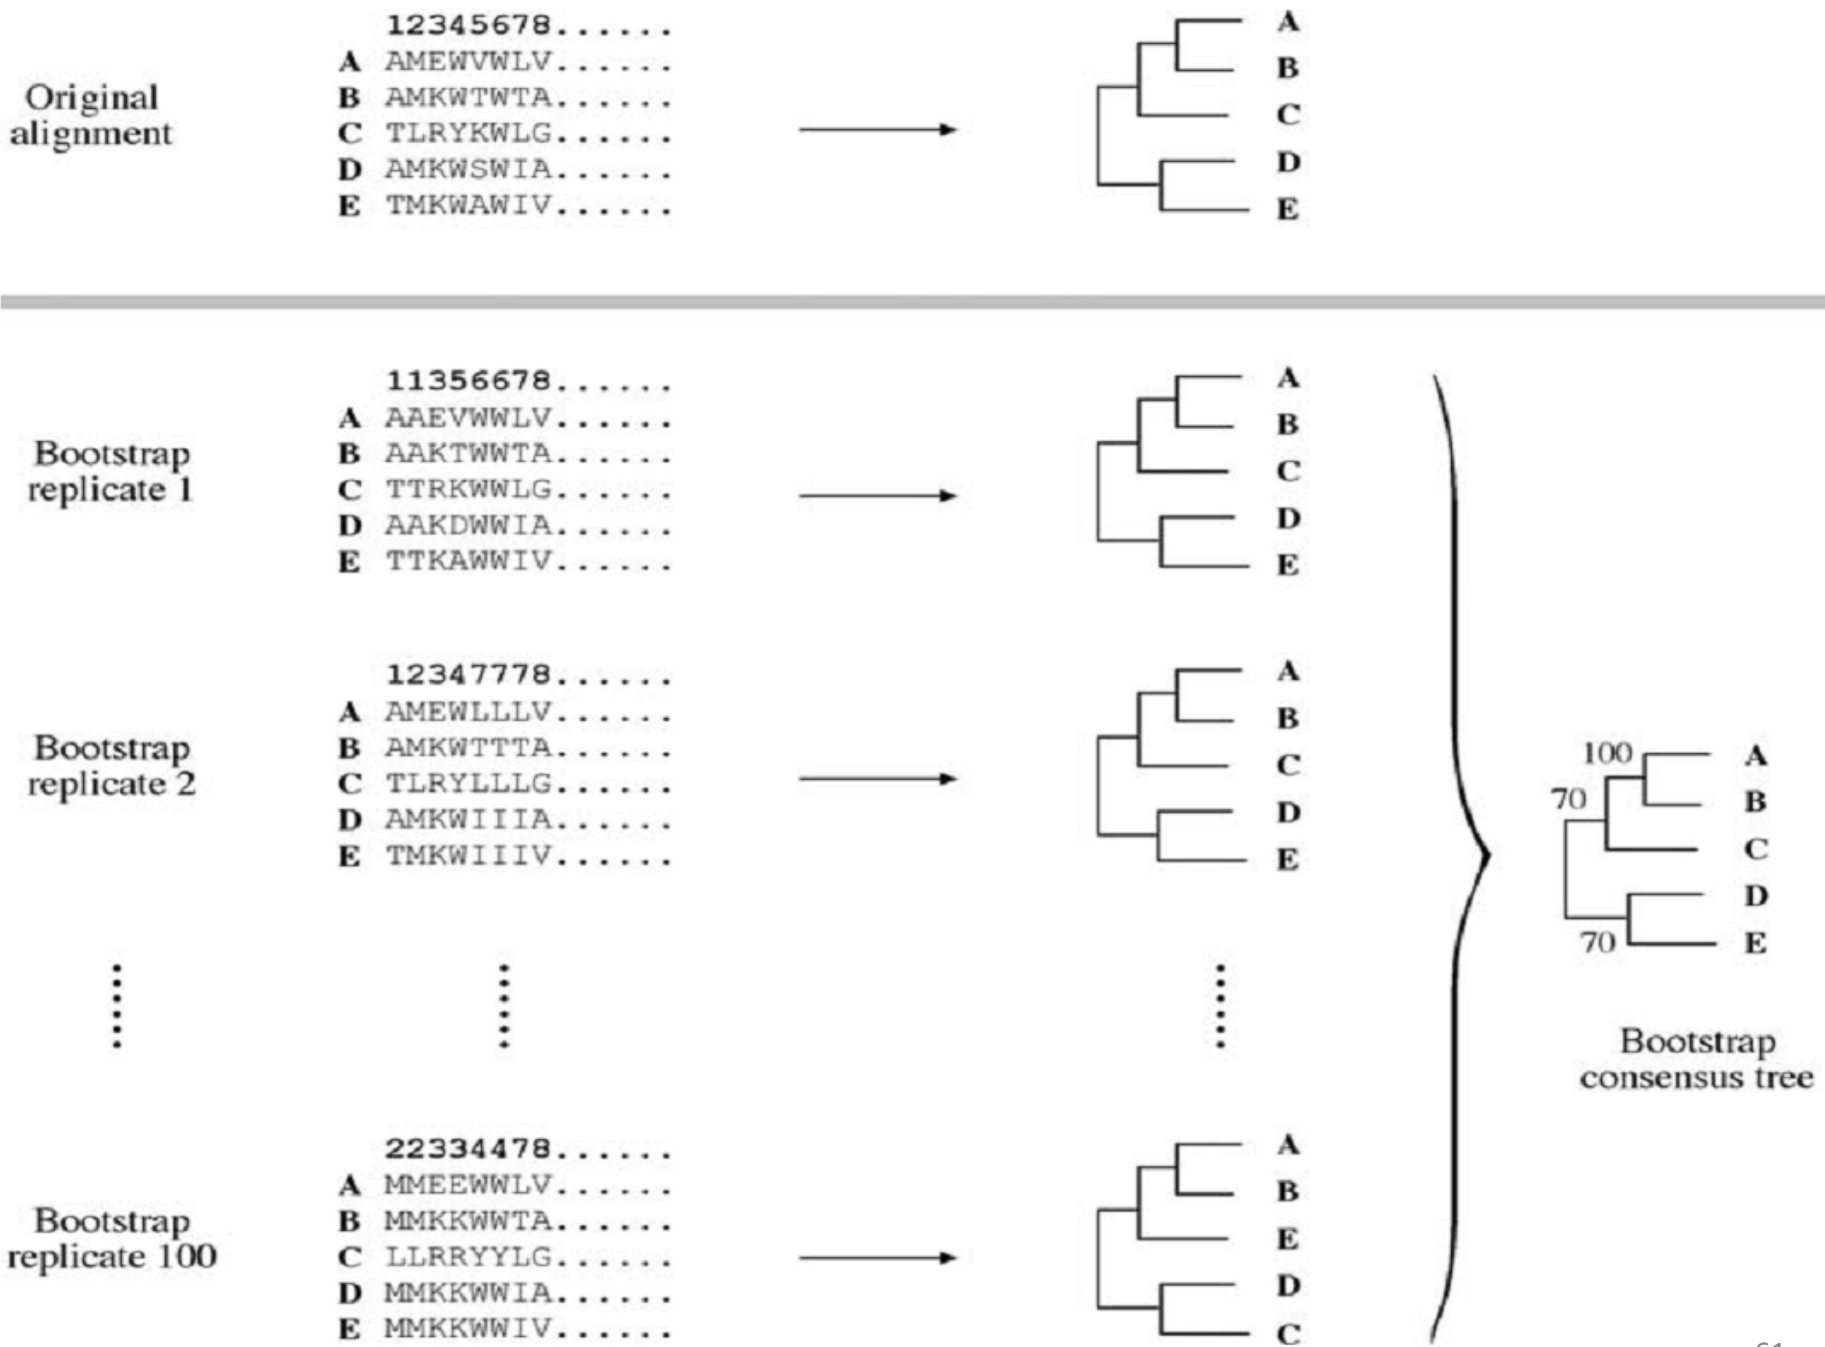 12345678......
A AMEWVWLV......
B AMKWTWTA......
C TLRYKWLG......
D AMKWSWIA......
E TMKWAWIV......
Original
alignment
A
B
C
D
E
11356678......
A AAEVWWLV......
B AAKTWWTA......
C TTRKWWLG......
D AAKDWWIA......
E TTKAWWIV......
Bootstrap
replicate 1
A
B
C
D
E
12347778......
A AMEWLLLV......
B AMKWTTTA......
C TLRYLLLG......
D AMKWIIIA......
E TMKWIIIV......
Bootstrap
replicate 2
A
B
C
D
E
22334478......
A MMEEWWLV......
B MMKKWWTA......
C LLRRYYLG......
D MMKKWWIA......
E MMKKWWIV......
Bootstrap
replicate 100
A
B
E
D
C
100 A
70 B
C
D
70 E
Bootstrap
consensus tree